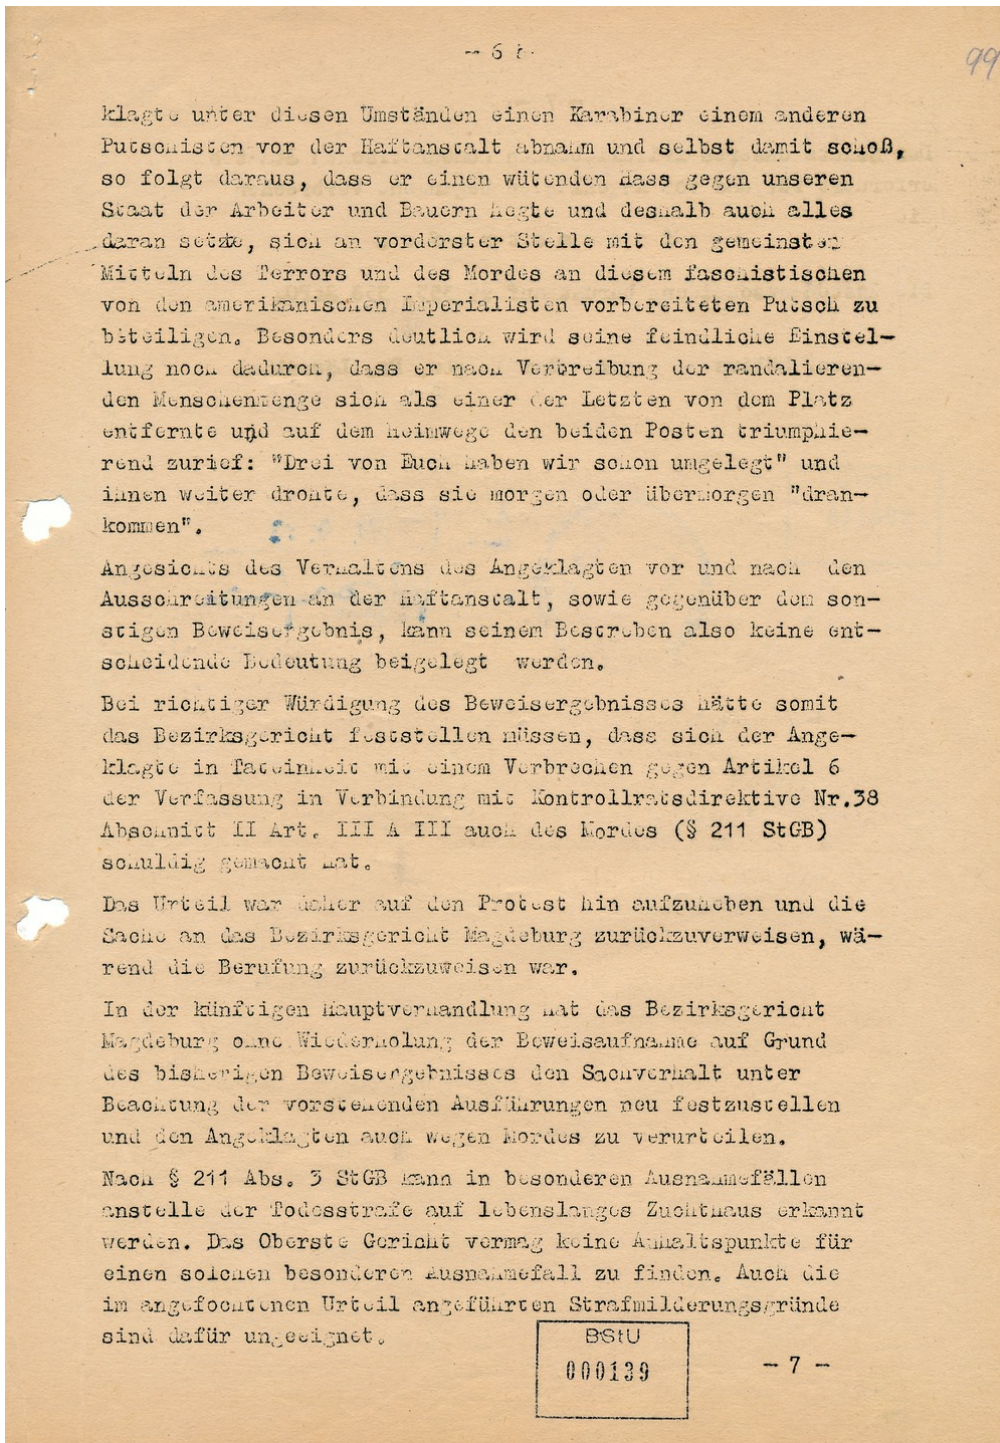 - 6 -
99
klagte unter diesen Umständen einen Karabiner einem anderen
Putschisten vor der Haftanstalt abnahm und selbst damit schoß,
so folgt daraus, dass er einen wütenden Hass gegen unseren
Staat der Arbeiter und Bauern hegte und deshalb auch alles
daran setzte, sich an vorderster Stelle mit den gemeinsten
Mitteln des Terrors und des Mordes an diesem faschistischen
von den amerikanischen Imperialisten vorbereiteten Putsch zu
beteiligen. Besonders deutlich wird seine feindliche Einstel-
lung noch dadurch, dass er nach Vertreibung der randalieren-
den Menschenmenge sich als einer der Letzten von dem Platz
entfernte und auf dem Heimwege den beiden Posten triumphie-
rend zurief: "Drei von Euch haben wir schon umgelegt" und
ihnen weiter drohte, dass sie morgen oder übermorgen "dran-
kommen".
Angesichts des Verhaltens des Angeklagten vor und nach den
Ausschreitungen an der Haftanstalt, sowie gegenüber dem son-
stigen Beweisergebnis, kann seinem Bestreben also keine ent-
scheidende Bedeutung beigelegt werden.
Bei richtiger Würdigung des Beweisergebnisses hätte somit
das Bezirksgericht feststellen müssen, dass sich der Ange-
klagte in Tateinheit mit einem Verbrechen gegen Artikel 6
der Verfassung in Verbindung mit Kontrollratsdirektive Nr.38
Abschnitt II Art. III A III auch des Mordes (§ 211 StGB)
schuldig gemacht hat.
Das Urteil war daher auf den Protest hin aufzuheben und die
Sache an das Bezirksgericht Magdeburg zurückzuverweisen, wä-
rend die Berufung zurückzuweisen war.
In der künftigen Hauptverhandlung hat das Bezirksgericht
Magdeburg ohne Wiederholung der Beweisaufnahme auf Grund
des bisherigen Beweisergebnisses den Sachverhalt unter
Beachtung der vorstehenden Ausführungen neu festzustellen
und den Angeklagten auch wegen Mordes zu verurteilen.
Nach § 211 Abs. 3 StGB kann in besonderen Ausnahmefällen
anstelle der Todesstrafe auf lebenslanges Zuchthaus erkannt
werden. Das Oberste Gericht vermag keine Anhaltspunkte für
einen solchen besonderen Ausnahmefall zu finden. Auch die
im angefochtenen Urteil angeführten Strafmilderungsgründe
sind dafür ungeeignet.
BStU
000139
- 7 -